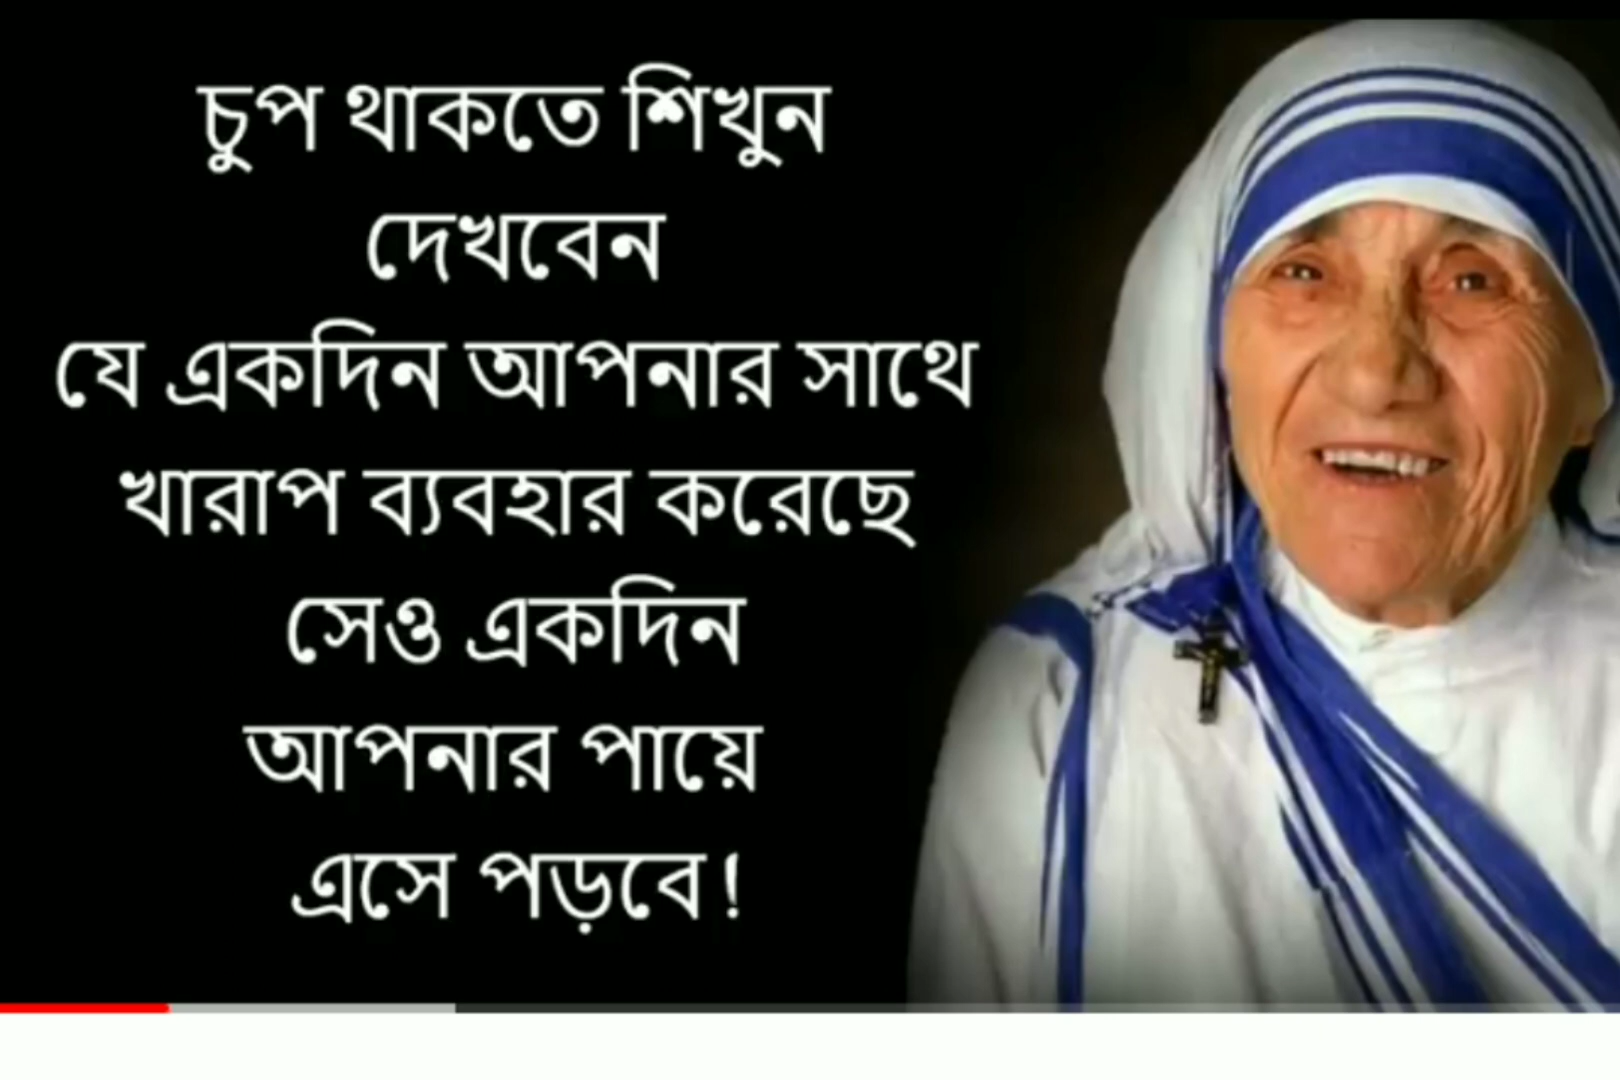 চুপ থাকতে শিখুন
দেখবেন
যে একদিন আপনার সাথে
খারাপ ব্যবহার করেছে
সেও একদিন
আপনার পায়ে
এসে পড়বে!